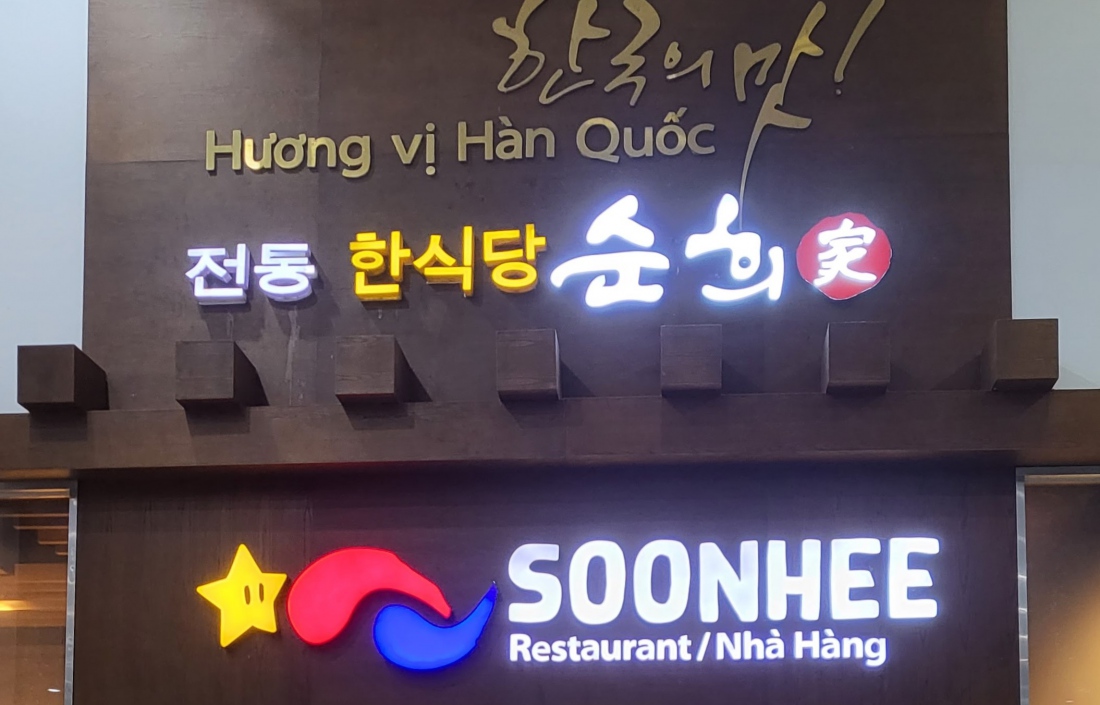 한국의 맛!
Hương vị Hàn Quốc
전통 한식당 순희 家
SOONHEE
Restaurant / Nhà Hàng